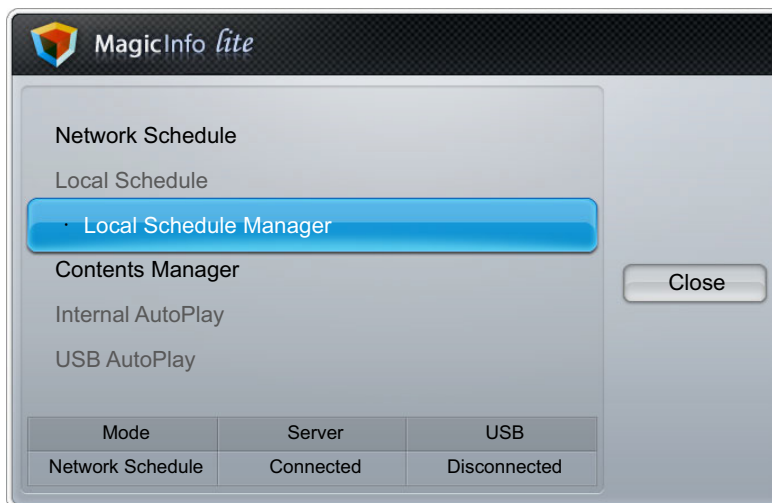 MagicInfo lite
Network Schedule
Local Schedule
· Local Schedule Manager
Contents Manager
Close
Internal AutoPlay
USB AutoPlay
Mode Server USB
Network Schedule Connected Disconnected